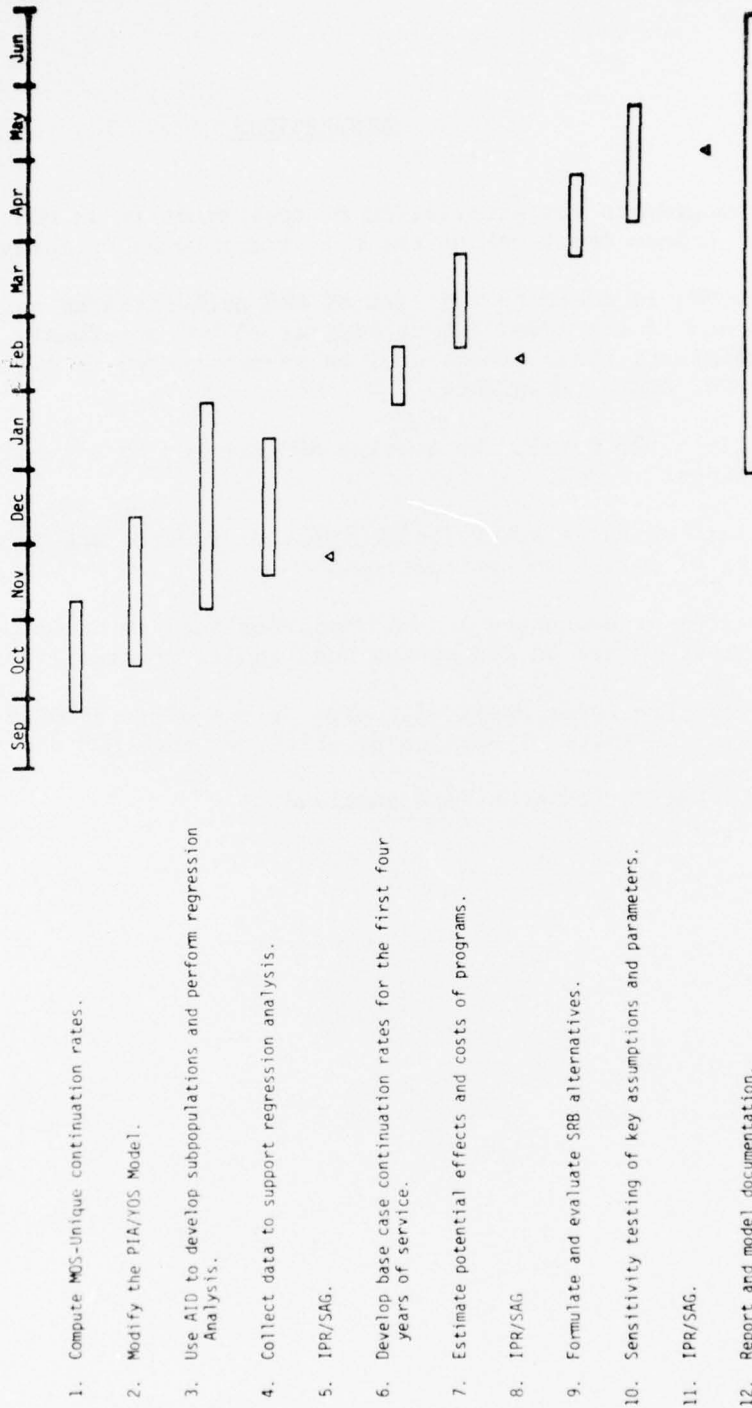 Sep Oct Nov Dec Jan Feb Mar Apr May Jun
1. Compute MOS-Unique continuation rates.
2. Modify the PIA/YOS Model.
3. Use AID to develop subpopulations and perform regression
Analysis.
4. Collect data to support regression analysis.
5. IPR/SAG.
6. Develop base case continuation rates for the first four
years of service.
7. Estimate potential effects and costs of programs.
8. IPR/SAG
9. Formulate and evaluate SRB alternatives.
10. Sensitivity testing of key assumptions and parameters.
11. IPR/SAG.
12. Report and model documentation.